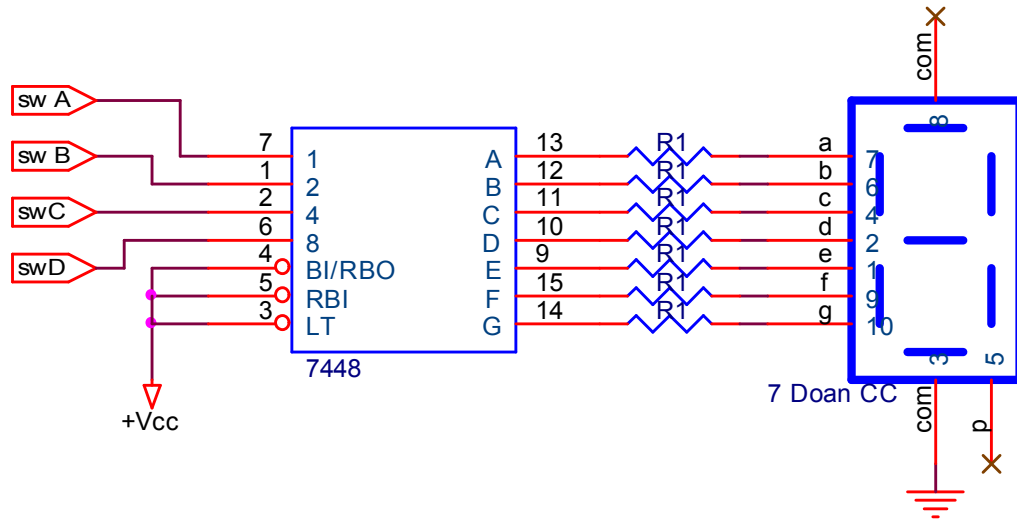 com
8
sw A
7
1
A
13
R1
a
7
sw B
1
2
B
12
R1
b
6
swC
2
4
C
11
R1
c
4
swD
6
8
D
10
R1
d
2
4
BI/RBO
E
9
R1
e
1
5
RBI
F
15
R1
f
9
3
LT
G
14
R1
g
10
3
5
7448
7 Doan CC
+Vcc
com
p